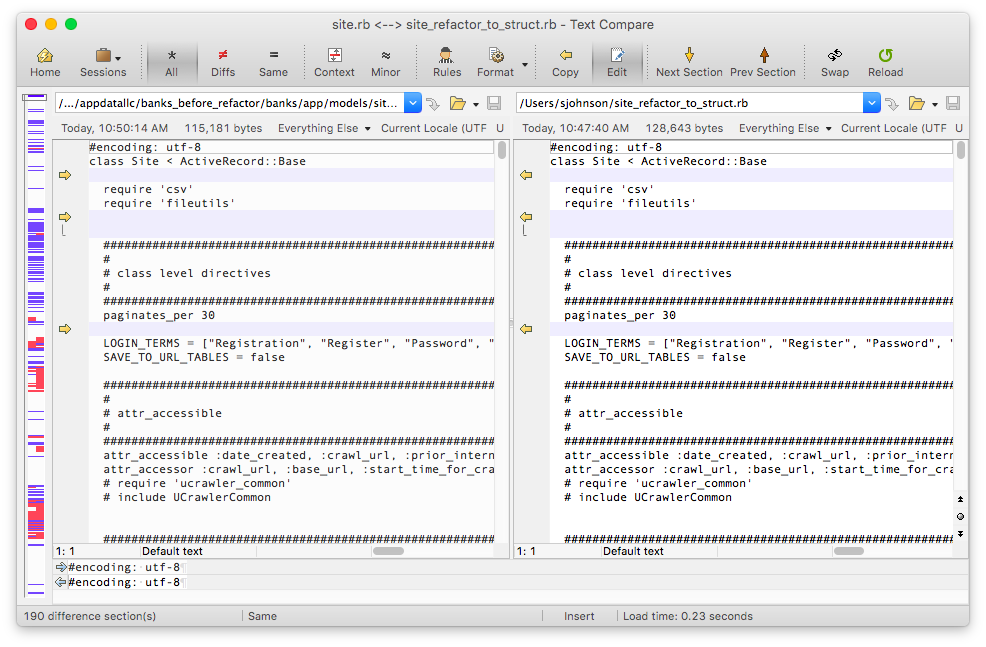 site.rb <--> site_refactor_to_struct.rb - Text Compare
Home Sessions All Diffs Same Context Minor Rules Format Copy Edit Next Section Prev Section Swap Reload
/.../appdatallc/banks_before_refactor/banks/app/models/sit...
/Users/sjohnson/site_refactor_to_struct.rb
Today, 10:50:14 AM 115,181 bytes Everything Else Current Locale (UTF U
Today, 10:47:40 AM 128,643 bytes Everything Else Current Locale (UTF U
#encoding: utf-8
class Site < ActiveRecord::Base
require 'csv'
require 'fileutils'
#######################################################
#
# class level directives
#
#######################################################
paginates_per 30
LOGIN_TERMS = ["Registration", "Register", "Password", "
SAVE_TO_URL_TABLES = false
#######################################################
#
# attr_accessible
#
#######################################################
attr_accessible :date_created, :crawl_url, :prior_intern
attr_accessor :crawl_url, :base_url, :start_time_for_cra
# require 'ucrawler_common'
# include UCrawlerCommon
#######################################################
1: 1 Default text
#encoding: utf-8
class Site < ActiveRecord::Base
require 'csv'
require 'fileutils'
#######################################################
#
# class level directives
#
#######################################################
paginates_per 30
LOGIN_TERMS = ["Registration", "Register", "Password", '
SAVE_TO_URL_TABLES = false
#######################################################
#
# attr_accessible
#
#######################################################
attr_accessible :date_created, :crawl_url, :prior_intern
attr_accessor :crawl_url, :base_url, :start_time_for_cra
# require 'ucrawler_common'
# include UCrawlerCommon
#######################################################
1: 1 Default text
#encoding:·utf-8¶
#encoding:·utf-8¶
190 difference section(s) Same Insert Load time: 0.23 seconds